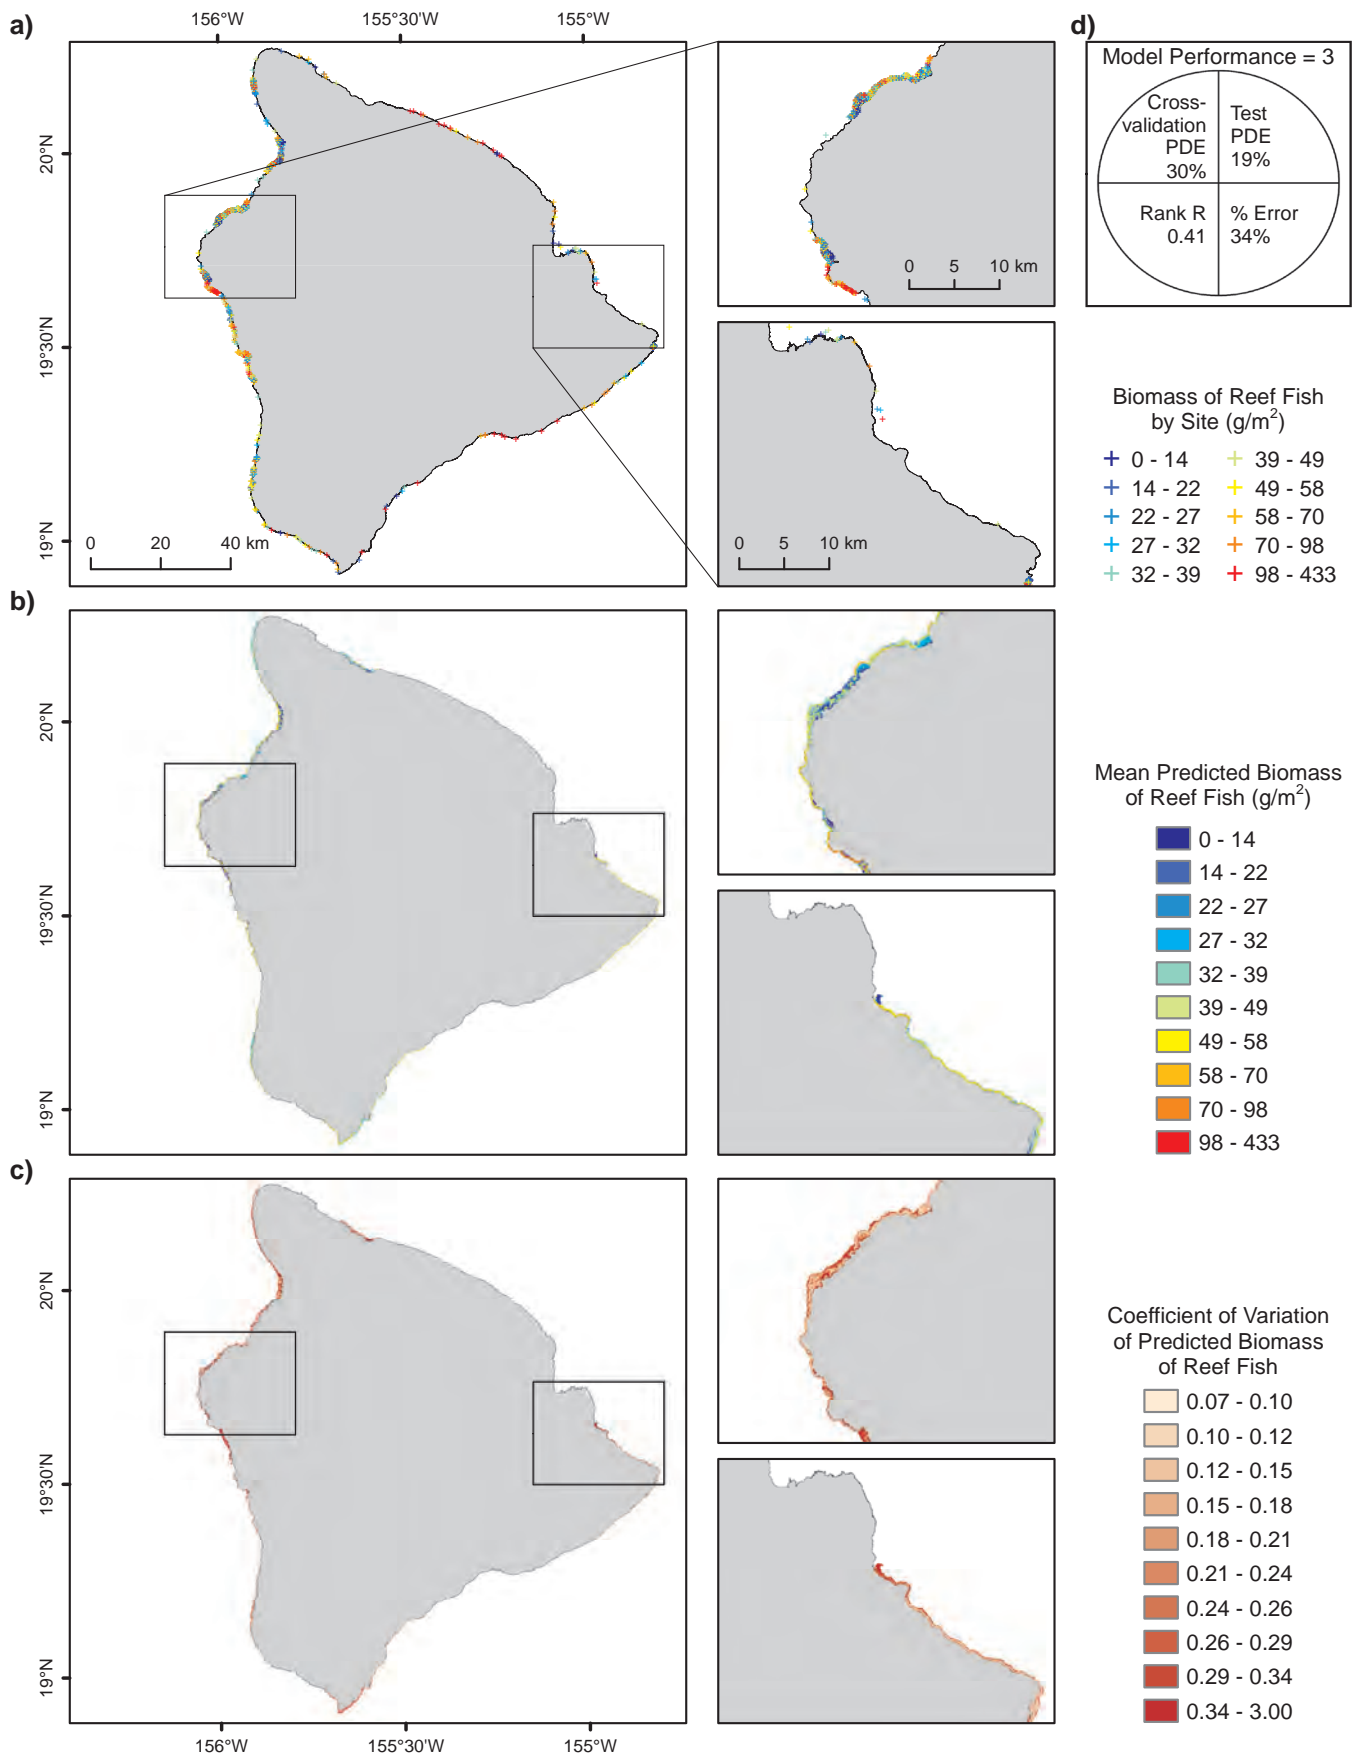 a)
156°W
155°30'W
155°W
20°N
19°30'N
19°N
0 20 40 km
0 5 10 km
0 5 10 km
d)
Model Performance = 3
Cross-
validation
PDE
30%
Test
PDE
19%
Rank R
0.41
% Error
34%
Biomass of Reef Fish
by Site (g/m²)
0 - 14
14 - 22
22 - 27
27 - 32
32 - 39
39 - 49
49 - 58
58 - 70
70 - 98
98 - 433
b)
20°N
19°30'N
19°N
Mean Predicted Biomass
of Reef Fish (g/m²)
0 - 14
14 - 22
22 - 27
27 - 32
32 - 39
39 - 49
49 - 58
58 - 70
70 - 98
98 - 433
c)
20°N
19°30'N
19°N
156°W
155°30'W
155°W
Coefficient of Variation
of Predicted Biomass
of Reef Fish
0.07 - 0.10
0.10 - 0.12
0.12 - 0.15
0.15 - 0.18
0.18 - 0.21
0.21 - 0.24
0.24 - 0.26
0.26 - 0.29
0.29 - 0.34
0.34 - 3.00